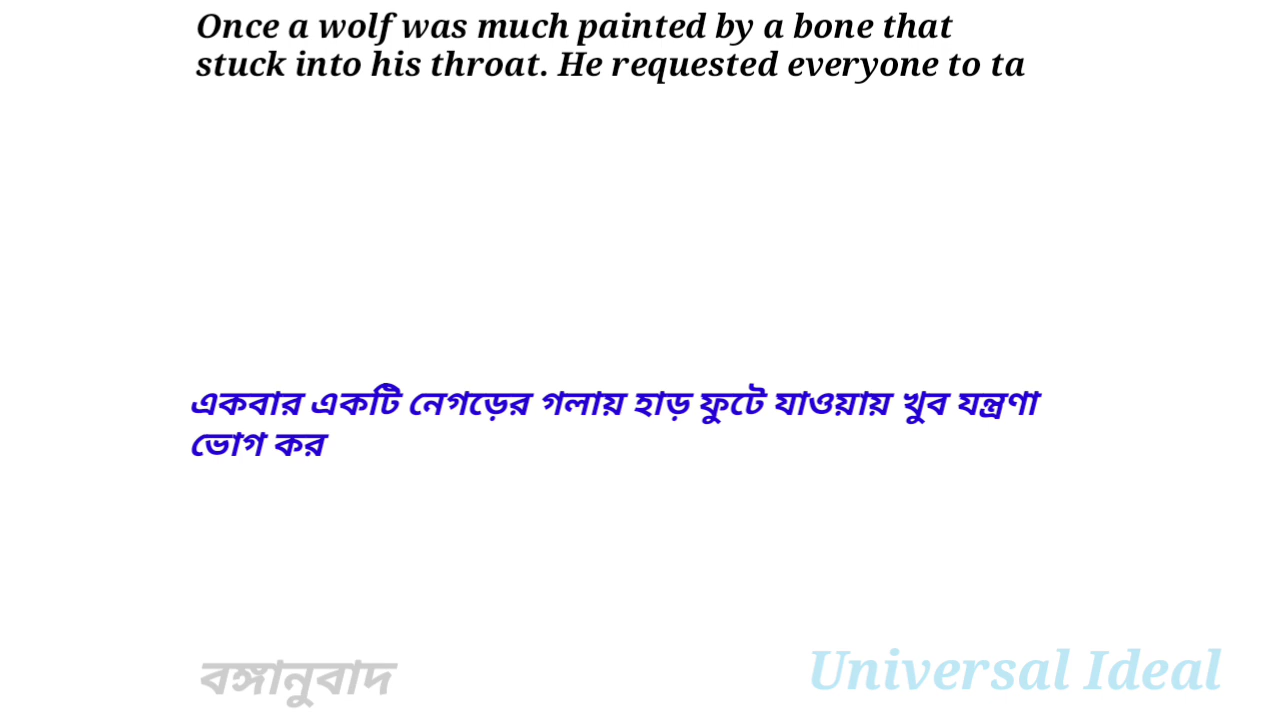 Once a wolf was much painted by a bone that
stuck into his throat. He requested everyone to ta
একবার একটি নেগড়ের গলায় হাড় ফুটে যাওয়ায় খুব যন্ত্রণা
ভোগ কর
বঙ্গানুবাদ
Universal Ideal